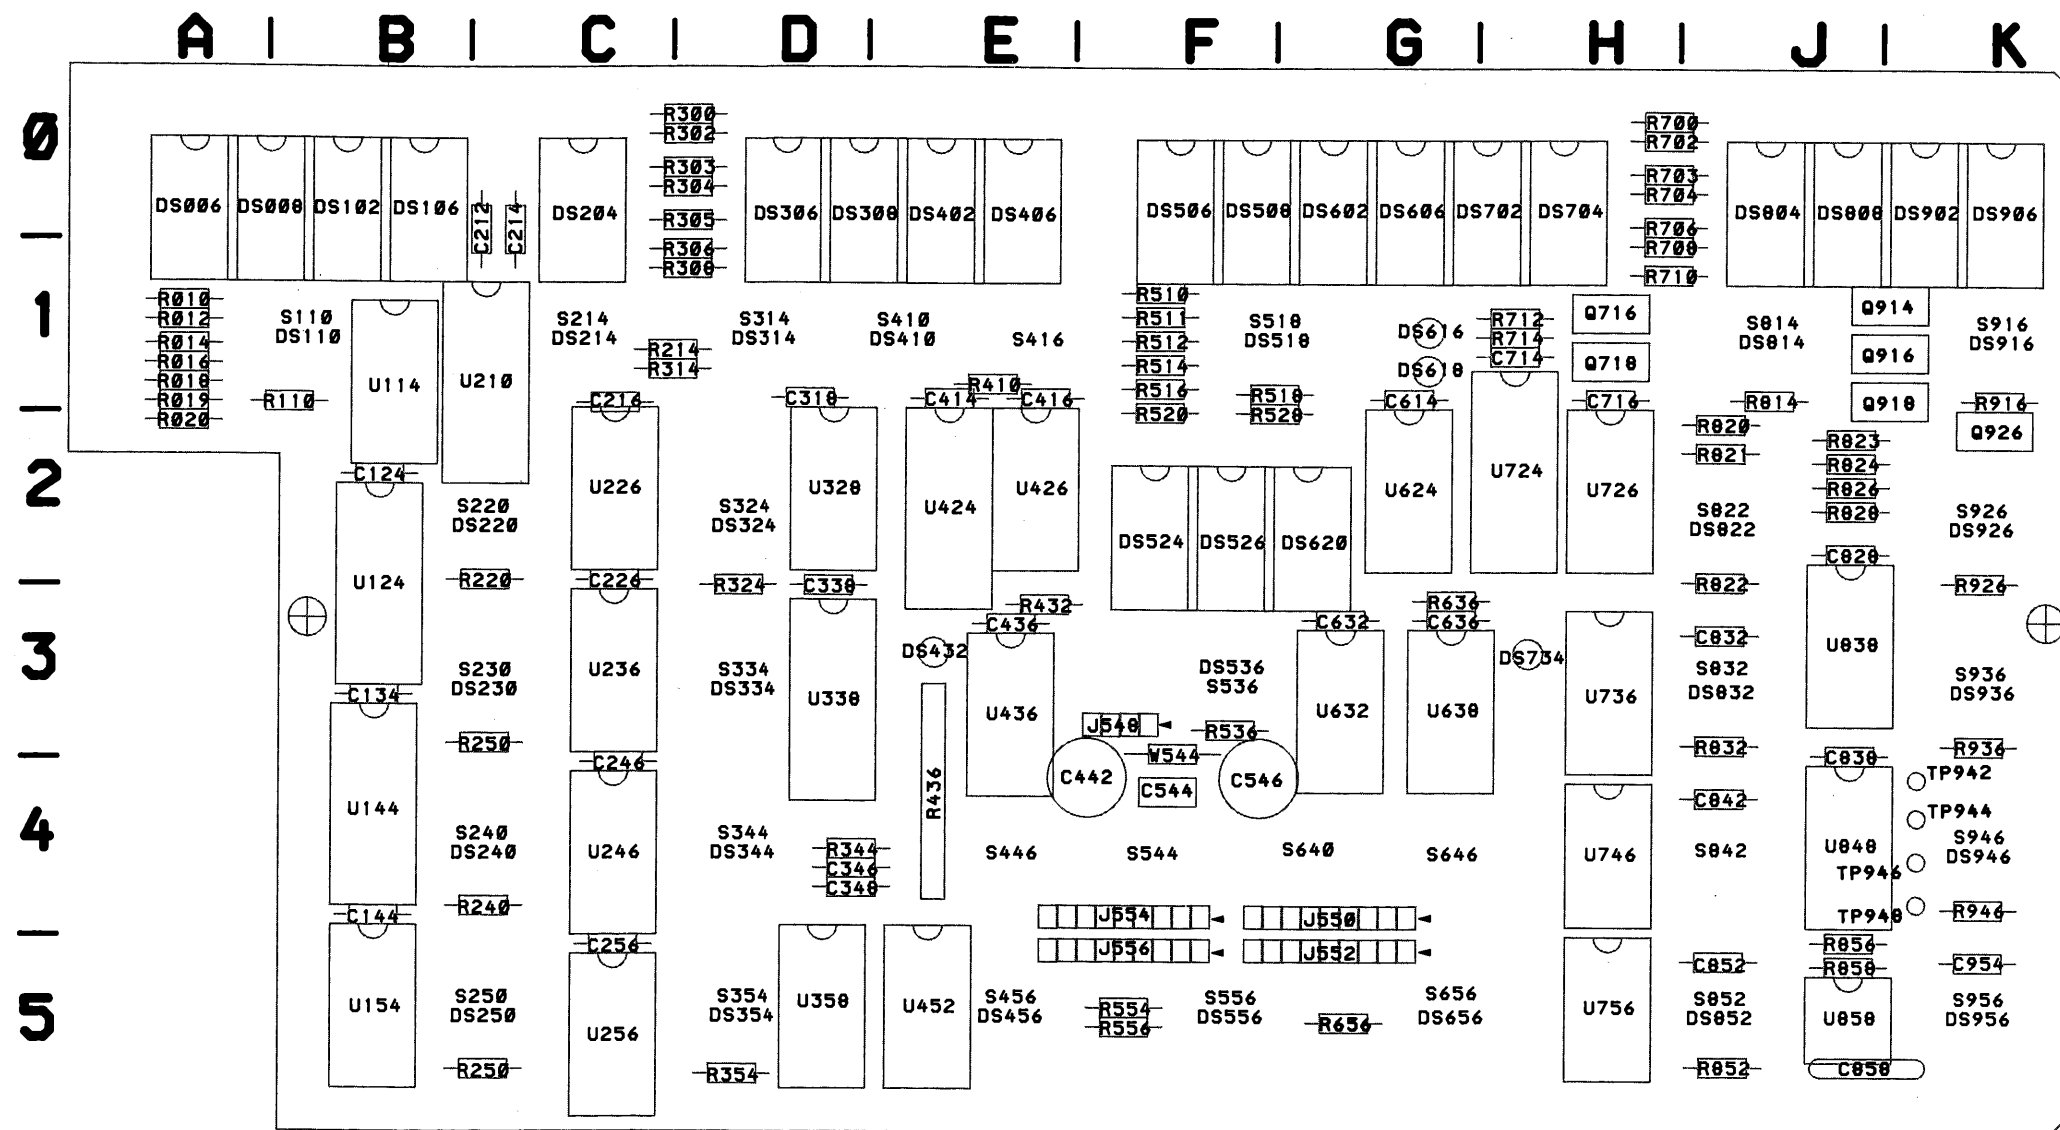 A | B | C | D | E | F | G | H | J | K
0
R300
R302
R700
R702
R303
R304
R703
R704
DS006 DS008 DS102 DS106 C212 C214 DS204 R305 DS306 DS308 DS402 DS406 DS506 DS508 DS602 DS606 DS702 DS704 DS804 DS808 DS902 DS906
R306
R308
R706
R708
R710
1
R010
R012
R014
R016
R018
R019
R020
S110
DS110
R110
U114
U210
S214
DS214
R214
R314
C216
S314
DS314
C318
S410
DS410
S416
R410
C414
C416
R510
R511
R512
R514
R516
R520
S518
DS518
R518
R528
DS616
DS618
C614
R712
R714
C714
Q716
Q718
C716
S814
DS814
R814
Q914
Q916
Q918
S916
DS916
R916
Q926
2
C124
U124
S220
DS220
R220
U226
C226
S324
DS324
R324
U328
C338
U424
U426
R432
DS524 DS526 DS620
U624
U724
U726
R820
R821
S822
DS822
R822
R823
R824
R826
R828
C828
S926
DS926
R926
3
C134
S230
DS230
R250
U236
C246
S334
DS334
U338
DS432
C436
U436
DS536
S536
J548
R536
W544
C632
U632
R636
C636
U638
DS734
U736
C832
S832
DS832
R832
U838
C838
S936
DS936
R936
4
U144
C144
S240
DS240
R240
U246
C256
S344
DS344
R344
C346
C348
R436
C442
C544
C546
S446
S544
S640
S646
J554
J550
U746
C842
S842
U848
TP942
TP944
TP946
TP948
S946
DS946
R946
5
U154
S250
DS250
R250
U256
S354
DS354
R354
U358
U452
S456
DS456
J556
J552
R554
R556
S556
DS556
R656
S656
DS656
U756
C852
S852
DS852
R852
R856
R858
U858
C858
C954
S956
DS956